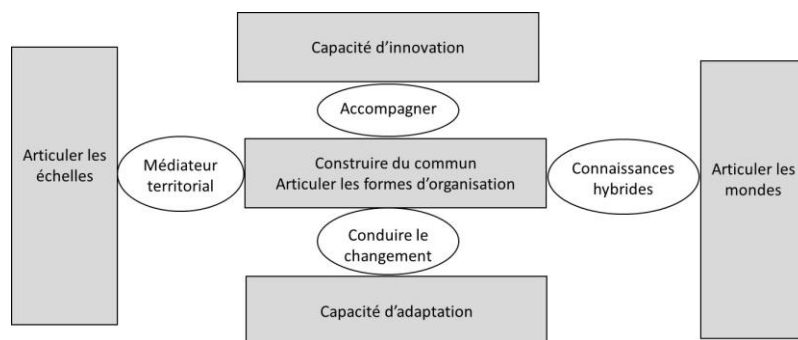 Capacité d’innovation
Accompagner
Articuler les
échelles
Médiateur
territorial
Construire du commun
Articuler les formes d’organisation
Connaissances
hybrides
Articuler les
mondes
Conduire le
changement
Capacité d’adaptation